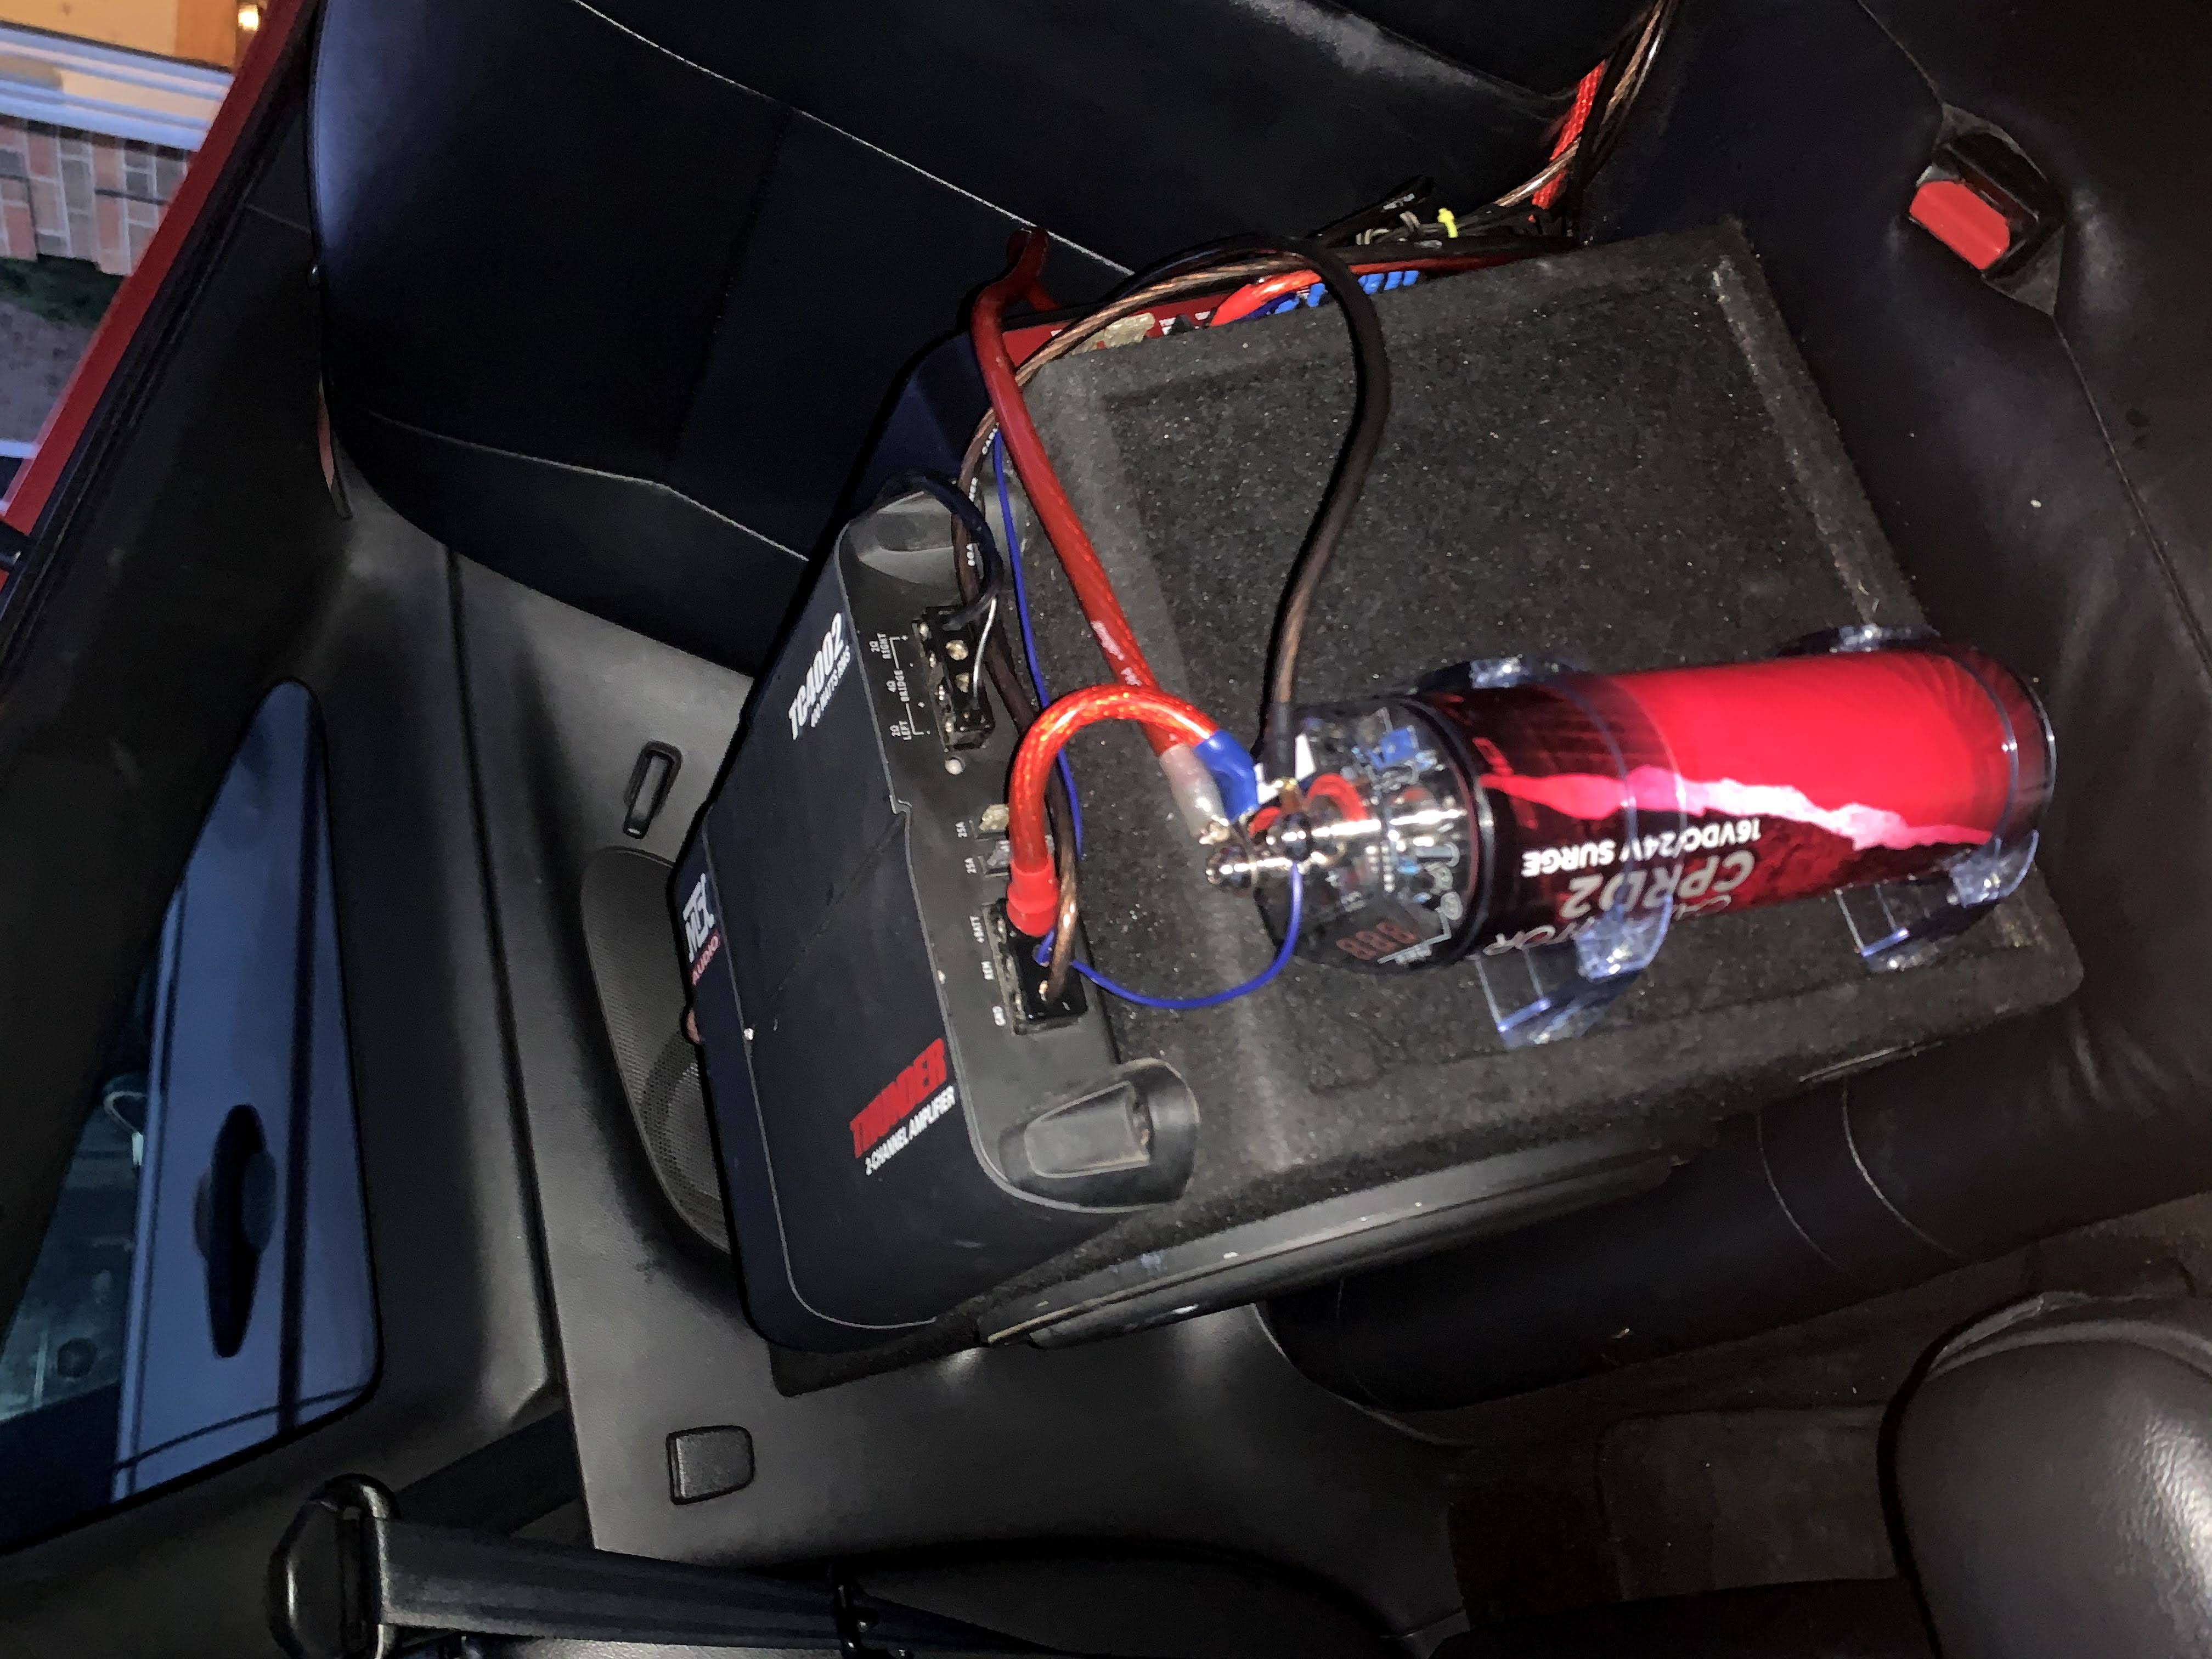 MTX
AUDIO
TC4002
400 WATTS RMS
THUNDER
2-CHANNEL AMPLIFIER
2Ω
LEFT
4Ω
BRIDGE
2Ω
RIGHT
GND
REM
+BATT
25A
25A
CPRD2
16VDC/24V SURGE